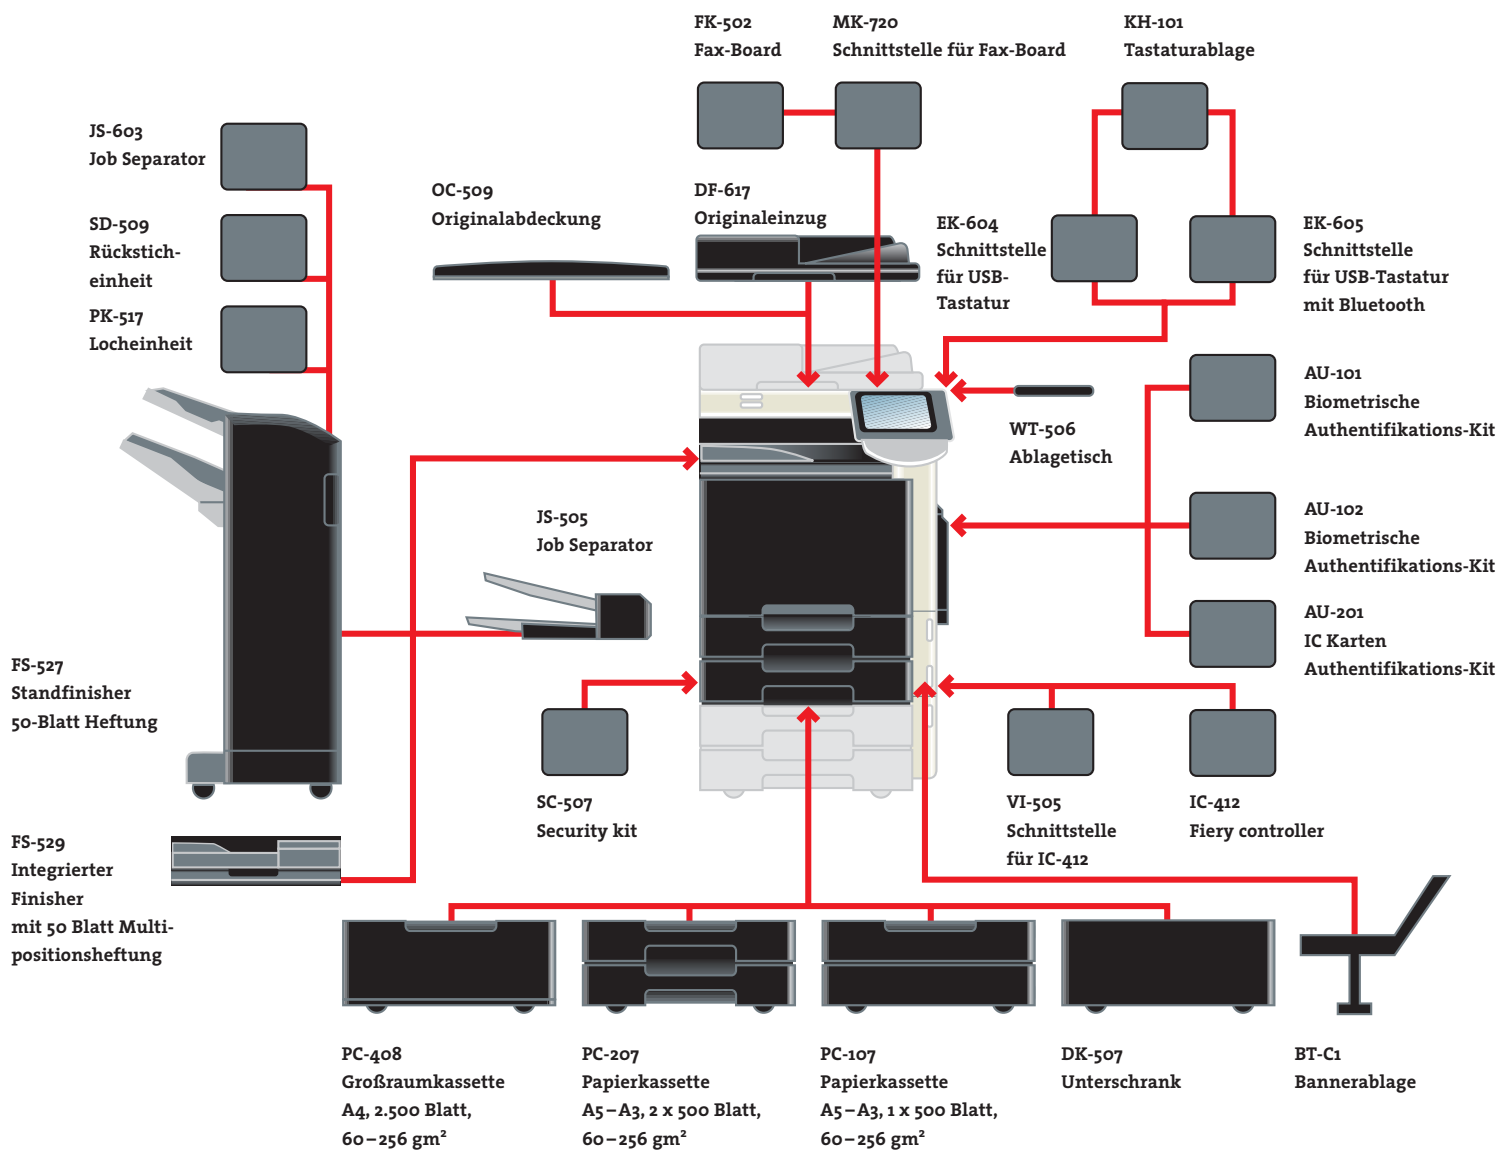 FK-502
Fax-Board
MK-720
Schnittstelle für Fax-Board
KH-101
Tastaturablage
JS-603
Job Separator
SD-509
Rückstich-
einheit
PK-517
Locheinheit
OC-509
Originalabdeckung
DF-617
Originaleinzug
EK-604
Schnittstelle
für USB-
Tastatur
EK-605
Schnittstelle
für USB-Tastatur
mit Bluetooth
AU-101
Biometrische
Authentifikations-Kit
WT-506
Ablagetisch
JS-505
Job Separator
AU-102
Biometrische
Authentifikations-Kit
AU-201
IC Karten
Authentifikations-Kit
FS-527
Standfinisher
50-Blatt Heftung
SC-507
Security kit
VI-505
Schnittstelle
für IC-412
IC-412
Fiery controller
FS-529
Integrierter
Finisher
mit 50 Blatt Multi-
positionsheftung
PC-408
Großraumkassette
A4, 2.500 Blatt,
60–256 gm²
PC-207
Papierkassette
A5–A3, 2 x 500 Blatt,
60–256 gm²
PC-107
Papierkassette
A5–A3, 1 x 500 Blatt,
60–256 gm²
DK-507
Unterschrank
BT-C1
Bannerablage